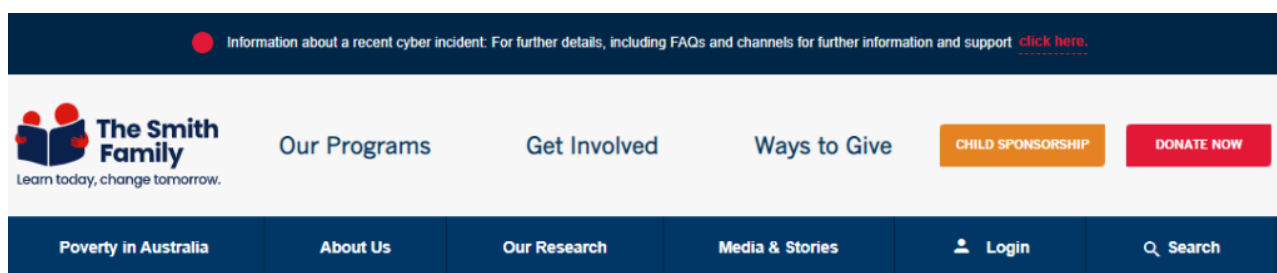 Information about a recent cyber incident: For further details, including FAQs and channels for further information and support click here.
The Smith
Family
Learn today, change tomorrow.
Our Programs
Get Involved
Ways to Give
CHILD SPONSORSHIP
DONATE NOW
Poverty in Australia
About Us
Our Research
Media & Stories
Login
Search